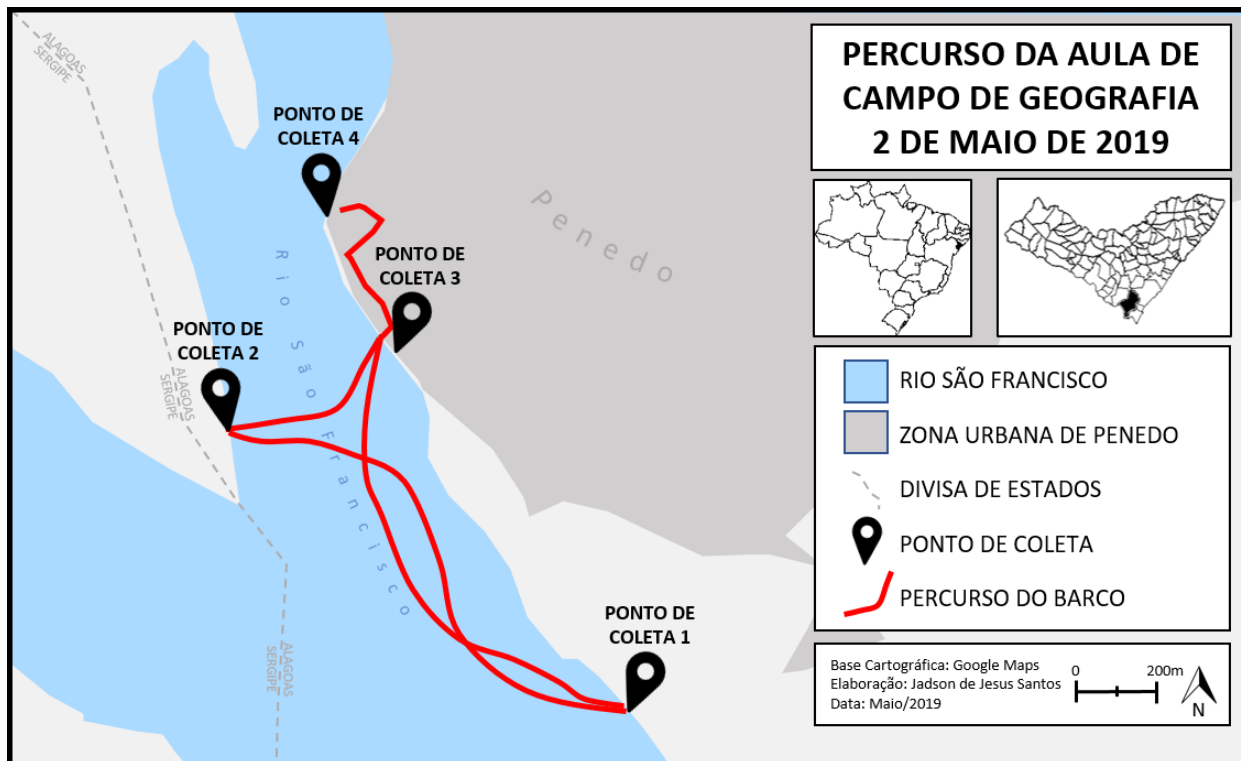 PERCURSO DA AULA DE
CAMPO DE GEOGRAFIA
2 DE MAIO DE 2019
ALAGOAS
SERGIPE
PONTO DE
COLETA 4
Penedo
PONTO DE
COLETA 3
Rio São Francisco
PONTO DE
COLETA 2
ALAGOAS
SERGIPE
PONTO DE
COLETA 1
ALAGOAS
SERGIPE
RIO SÃO FRANCISCO
ZONA URBANA DE PENEDO
DIVISA DE ESTADOS
PONTO DE COLETA
PERCURSO DO BARCO
Base Cartográfica: Google Maps
Elaboração: Jadson de Jesus Santos
Data: Maio/2019
0 200m
N